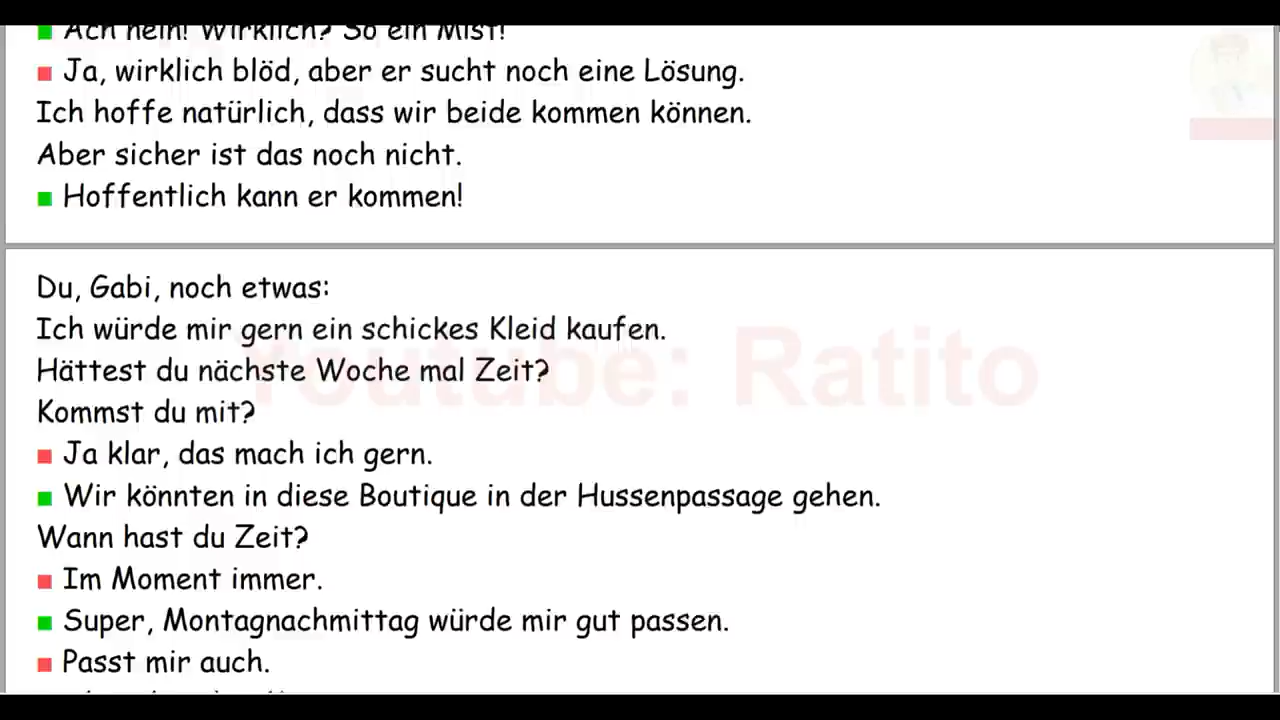 Ach nein! Wirklich? So ein Mist!
Ja, wirklich blöd, aber er sucht noch eine Lösung.
Ich hoffe natürlich, dass wir beide kommen können.
Aber sicher ist das noch nicht.
Hoffentlich kann er kommen!
Du, Gabi, noch etwas:
Ich würde mir gern ein schickes Kleid kaufen.
Hättest du nächste Woche mal Zeit?
Youtube: Ratito
Kommst du mit?
Ja klar, das mach ich gern.
Wir könnten in diese Boutique in der Hussenpassage gehen.
Wann hast du Zeit?
Im Moment immer.
Super, Montagnachmittag würde mir gut passen.
Passt mir auch.